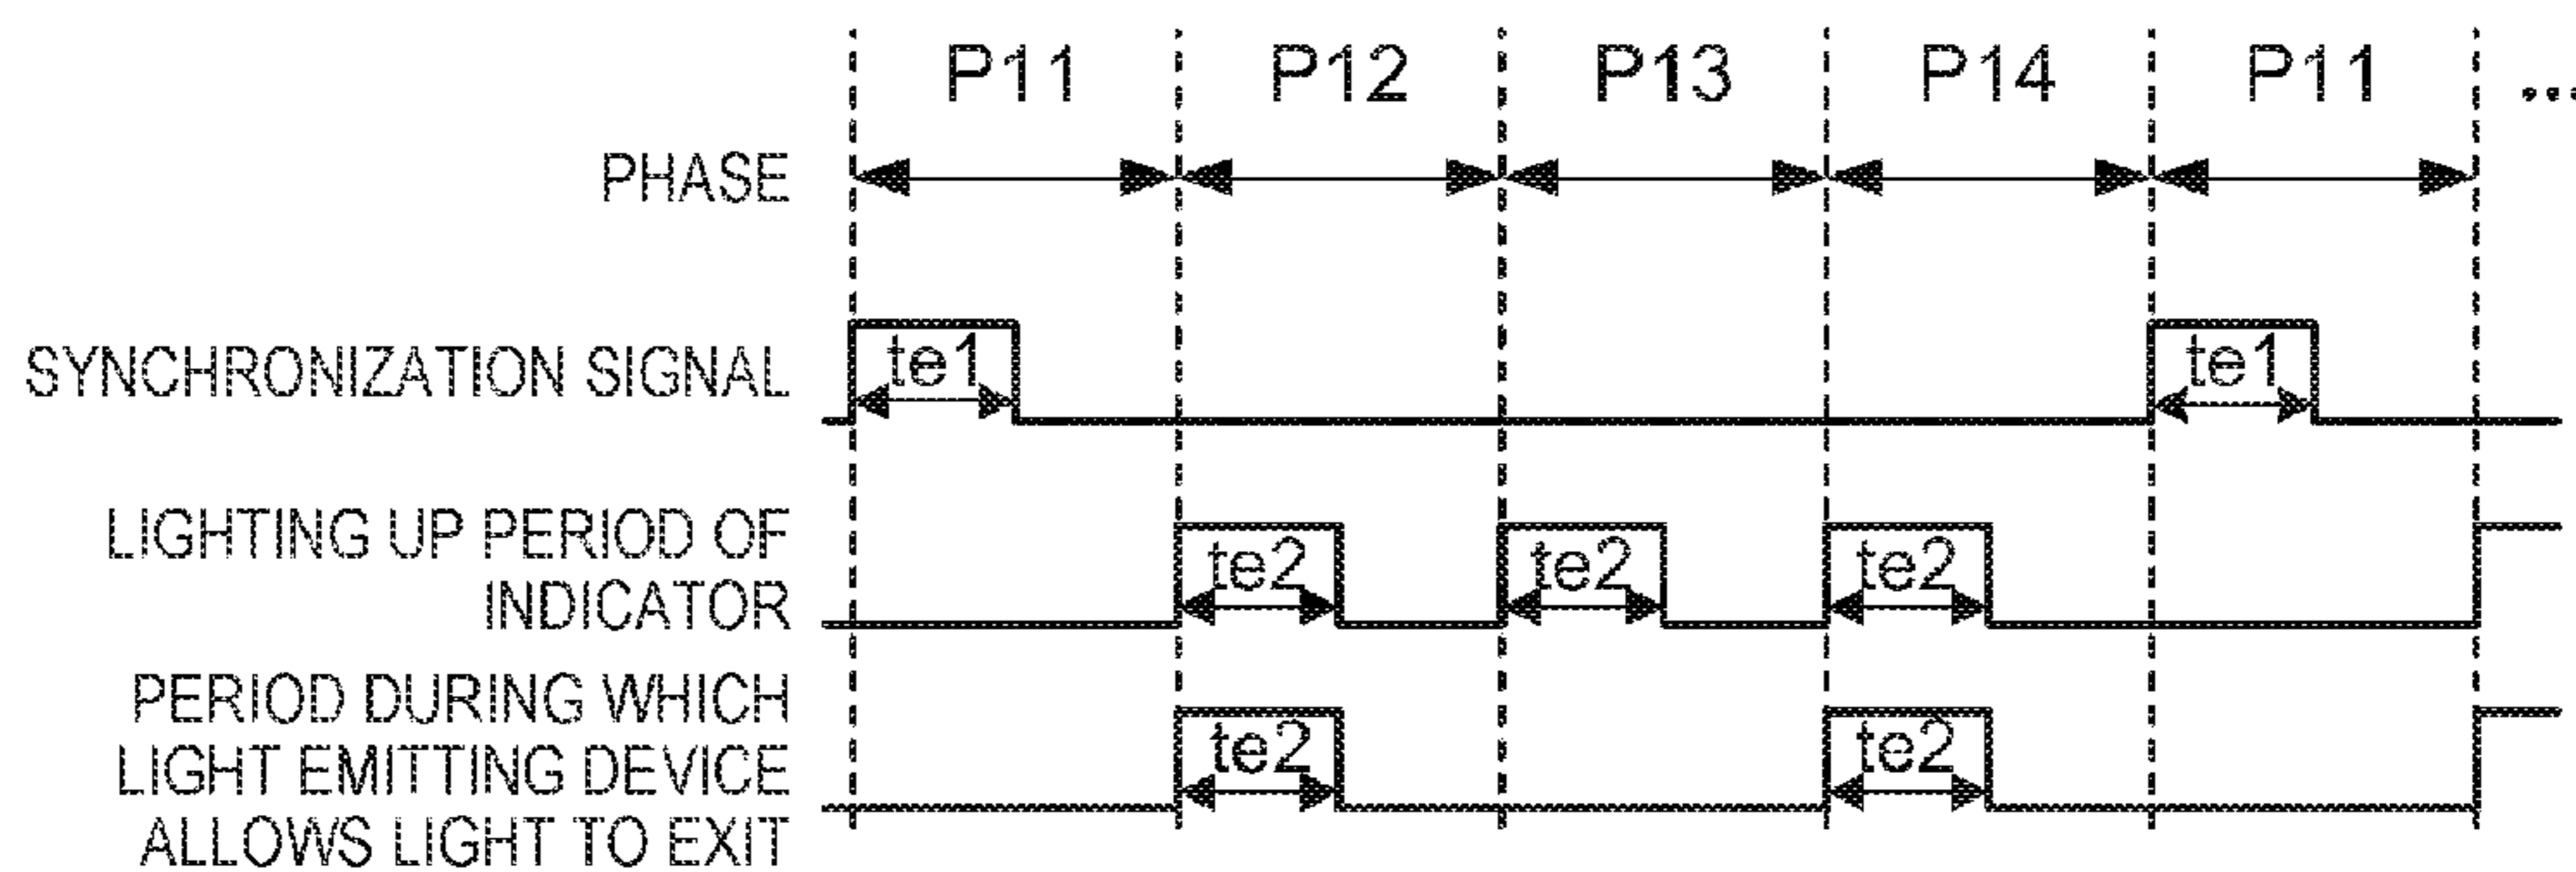 P11 P12 P13 P14 P11 ...
PHASE
SYNCHRONIZATION SIGNAL
te1 te1
LIGHTING UP PERIOD OF
INDICATOR
te2 te2 te2
PERIOD DURING WHICH
LIGHT EMITTING DEVICE
ALLOWS LIGHT TO EXIT
te2 te2